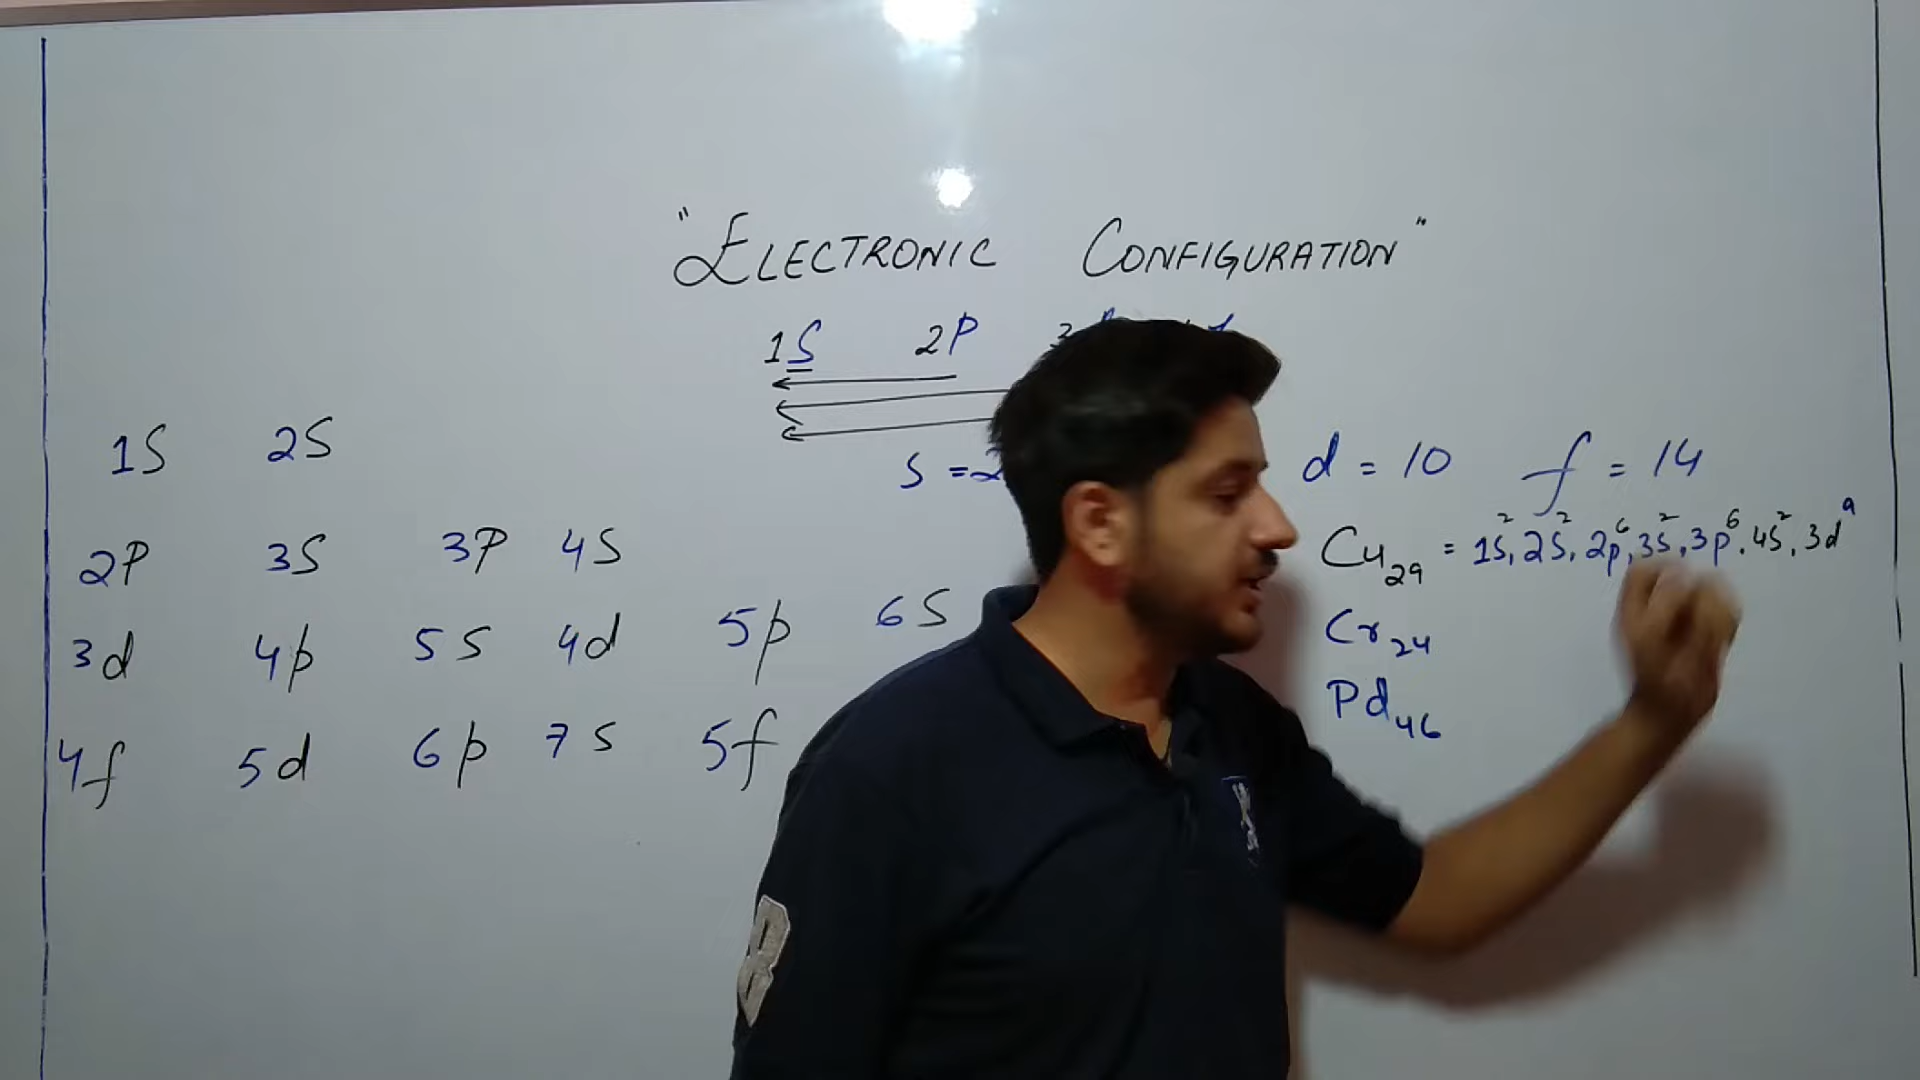 "ELECTRONIC CONFIGURATION"
1S 2P
S = 2 d = 10 f = 14
1S 2S
2P 3S 3P 4S
3d 4p 5S 4d 5p 6S
4f 5d 6p 7s 5f
Cu₂₉ = 1S², 2S², 2p⁶, 3S², 3p⁶, 4S², 3d⁹
Cr₂₄
Pd₄₆